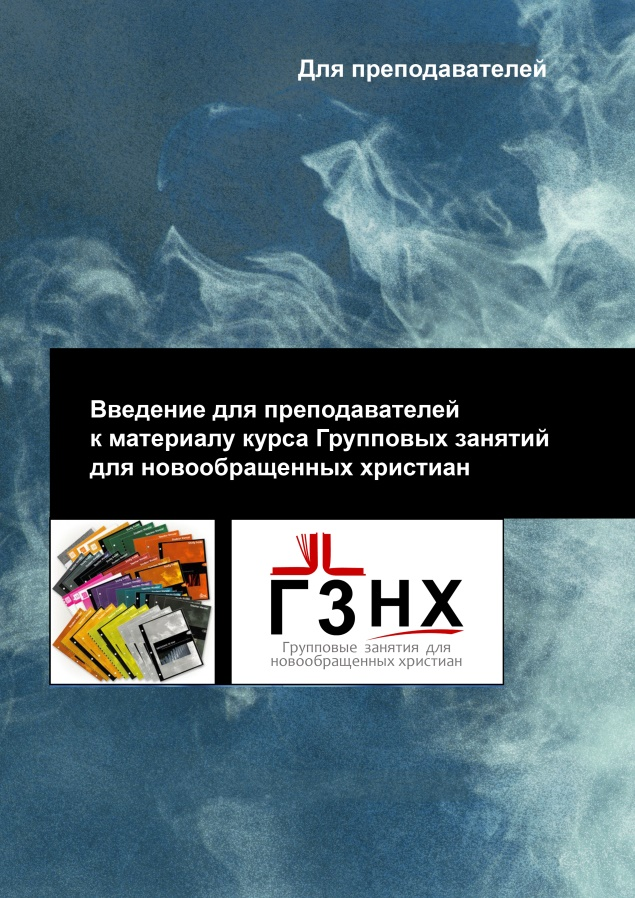 Для преподавателей
Введение для преподавателей
к материалу курса Групповых занятий
для новообращенных христиан
ГЗНХ
Групповые занятия для
новообращенных христиан